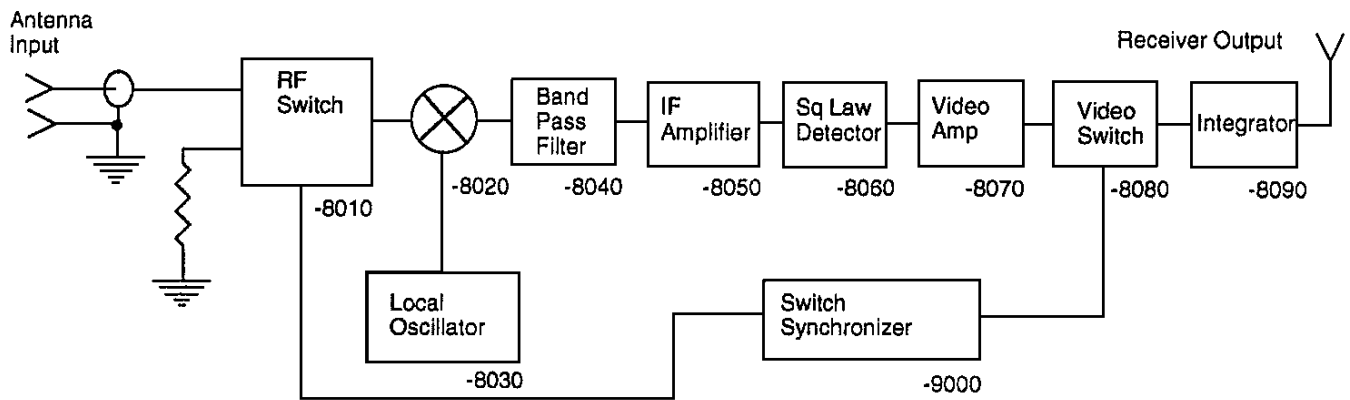 Antenna
Input
RF
Switch
-8010
-8020
Local
Oscillator
-8030
Band
Pass
Filter
-8040
IF
Amplifier
-8050
Sq Law
Detector
-8060
Video
Amp
-8070
Video
Switch
-8080
Integrator
-8090
Receiver Output
Switch
Synchronizer
-9000